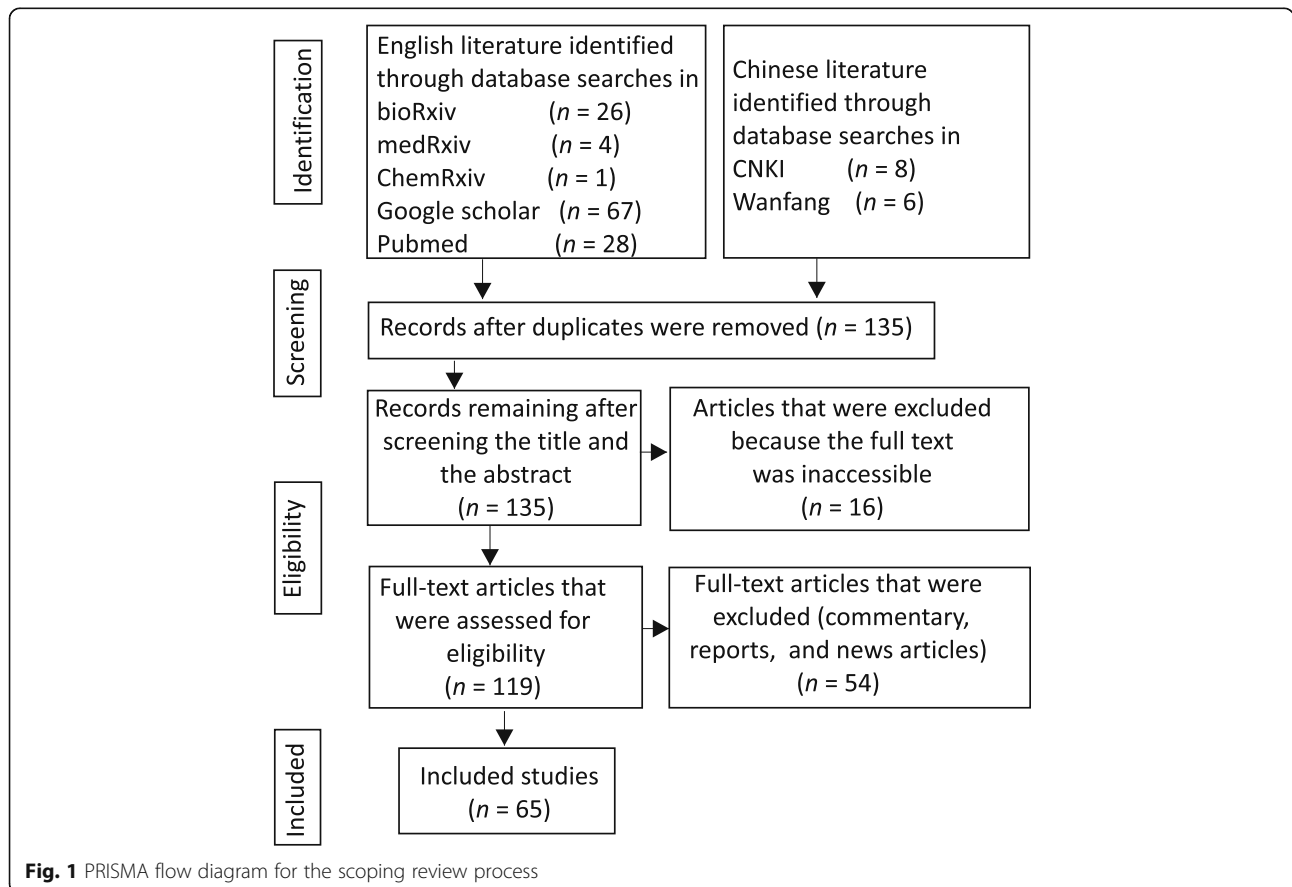 Identification
English literature identified
through database searches in
bioRxiv (n = 26)
medRxiv (n = 4)
ChemRxiv (n = 1)
Google scholar (n = 67)
Pubmed (n = 28)
Chinese literature
identified through
database searches in
CNKI (n = 8)
Wanfang (n = 6)
Screening
Records after duplicates were removed (n = 135)
Records remaining after
screening the title and
the abstract
(n = 135)
Articles that were excluded
because the full text
was inaccessible
(n = 16)
Eligibility
Full-text articles that
were assessed for
eligibility
(n = 119)
Full-text articles that were
excluded (commentary,
reports, and news articles)
(n = 54)
Included
Included studies
(n = 65)
Fig. 1 PRISMA flow diagram for the scoping review process